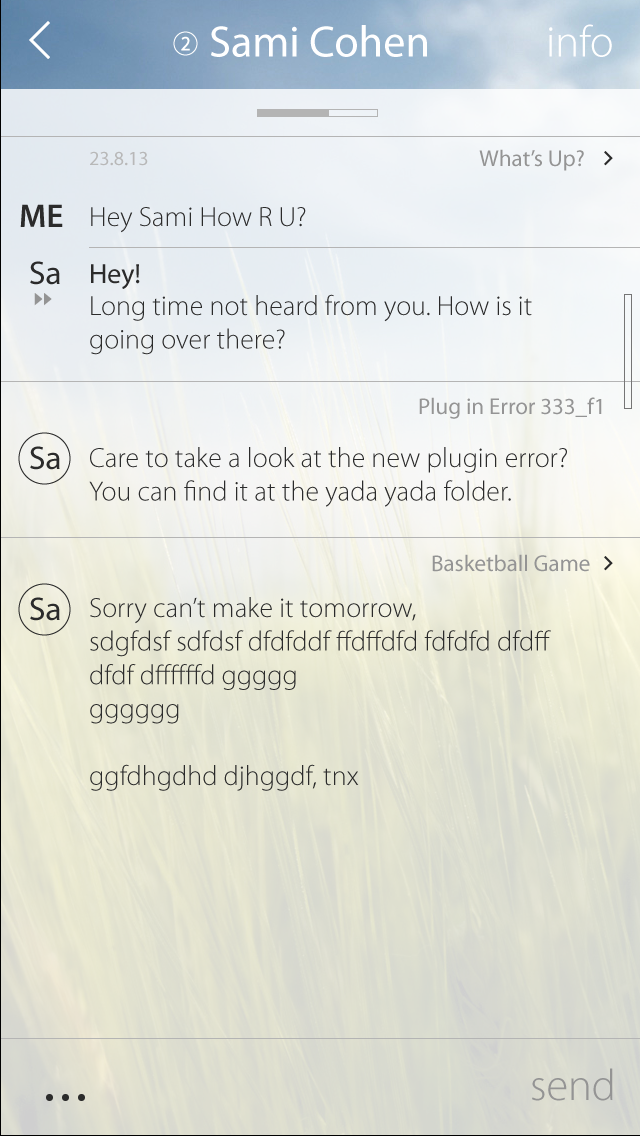 ② Sami Cohen
info
23.8.13
What's Up?
ME
Hey Sami How R U?
Sa
Hey!
Long time not heard from you. How is it
going over there?
Plug in Error 333_f1
Sa
Care to take a look at the new plugin error?
You can find it at the yada yada folder.
Basketball Game
Sa
Sorry can't make it tomorrow,
sdgfdsf sdfdsf dfdfddf ffdffdfd fdfdfd dfdff
dfdf dffffffd ggggg
gggggg
ggfdhgdhd djhggdf, tnx
send